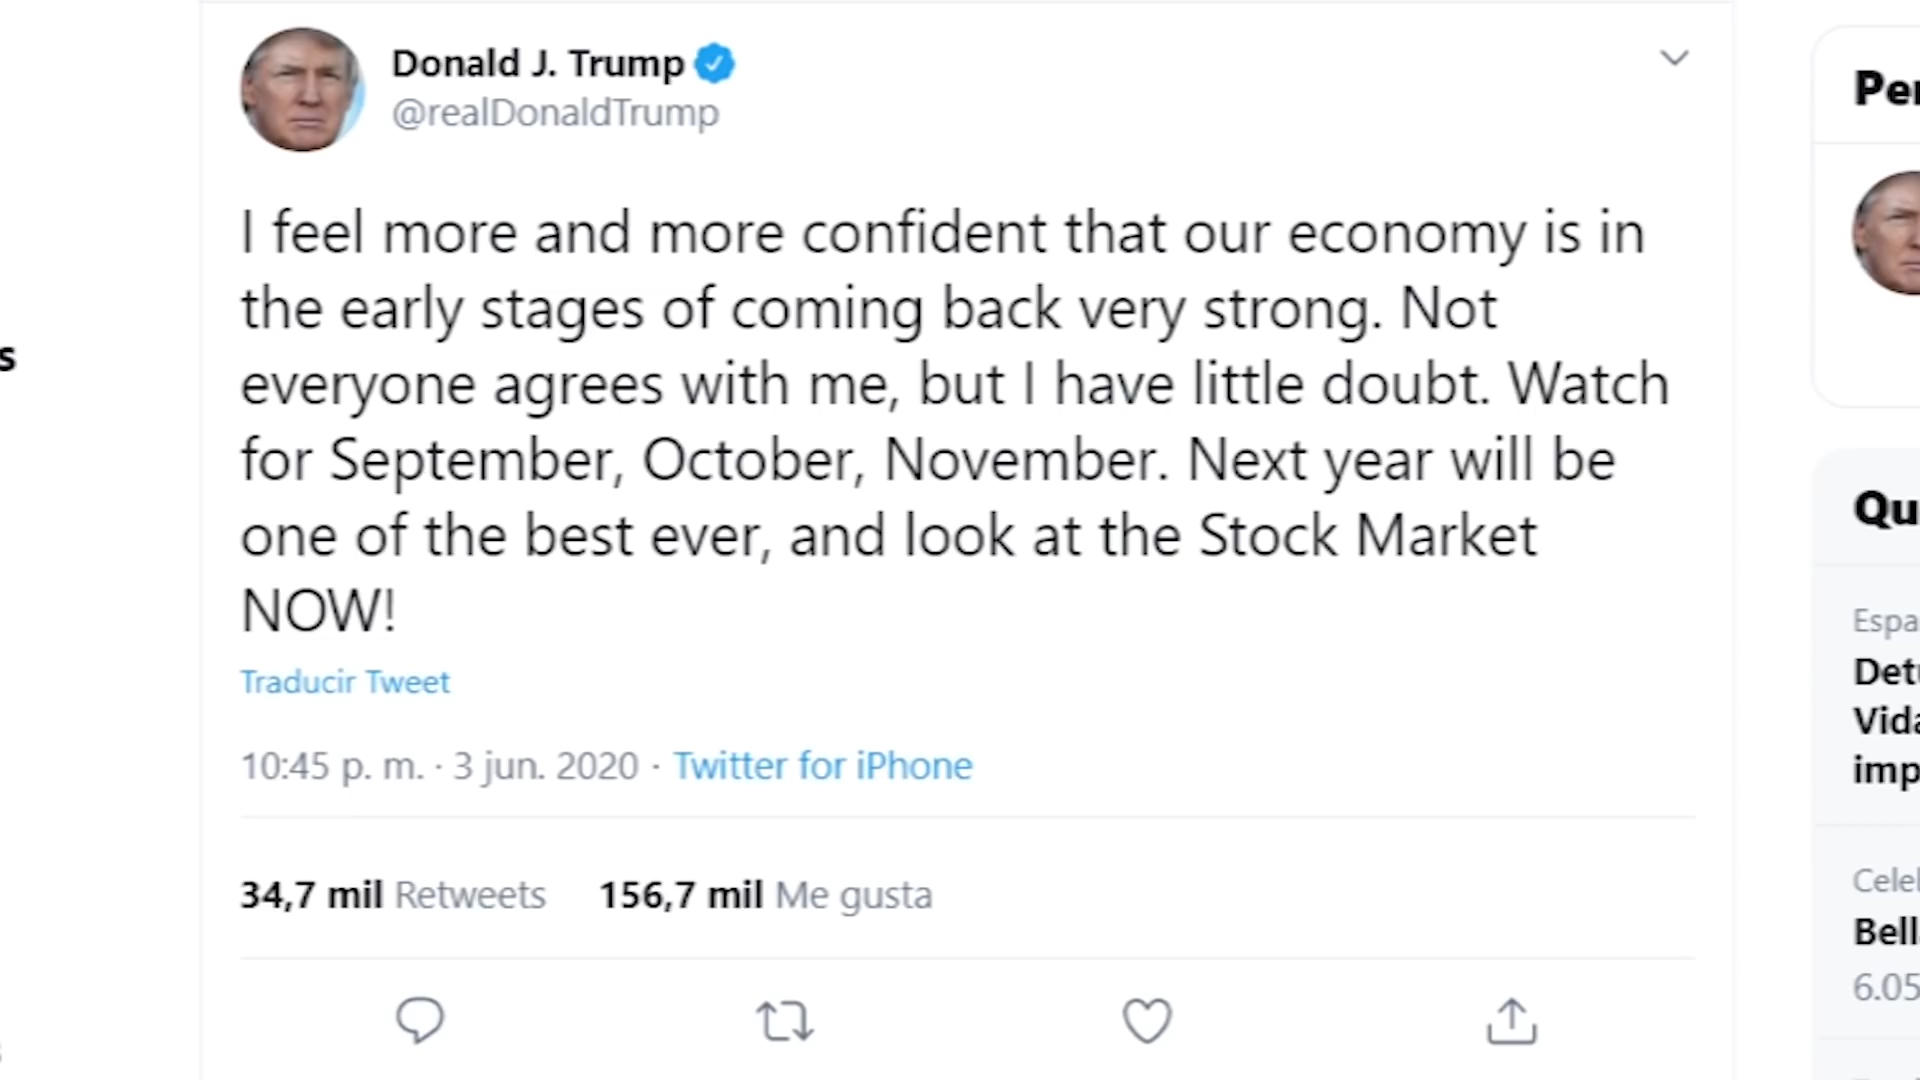 Donald J. Trump
@realDonaldTrump
I feel more and more confident that our economy is in
the early stages of coming back very strong. Not
everyone agrees with me, but I have little doubt. Watch
for September, October, November. Next year will be
one of the best ever, and look at the Stock Market
NOW!
Traducir Tweet
10:45 p. m. · 3 jun. 2020 · Twitter for iPhone
34,7 mil Retweets 156,7 mil Me gusta